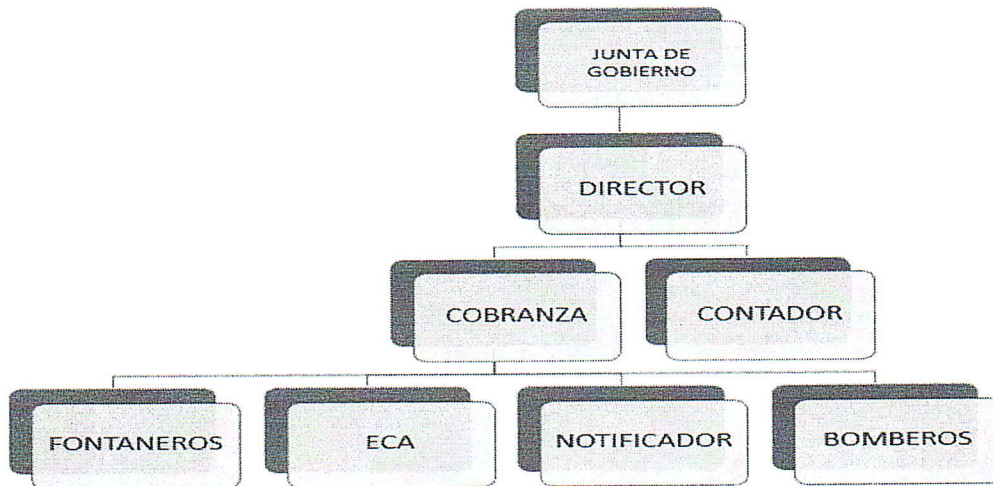 JUNTA DE
GOBIERNO
DIRECTOR
COBRANZA
CONTADOR
FONTANEROS
ECA
NOTIFICADOR
BOMBEROS